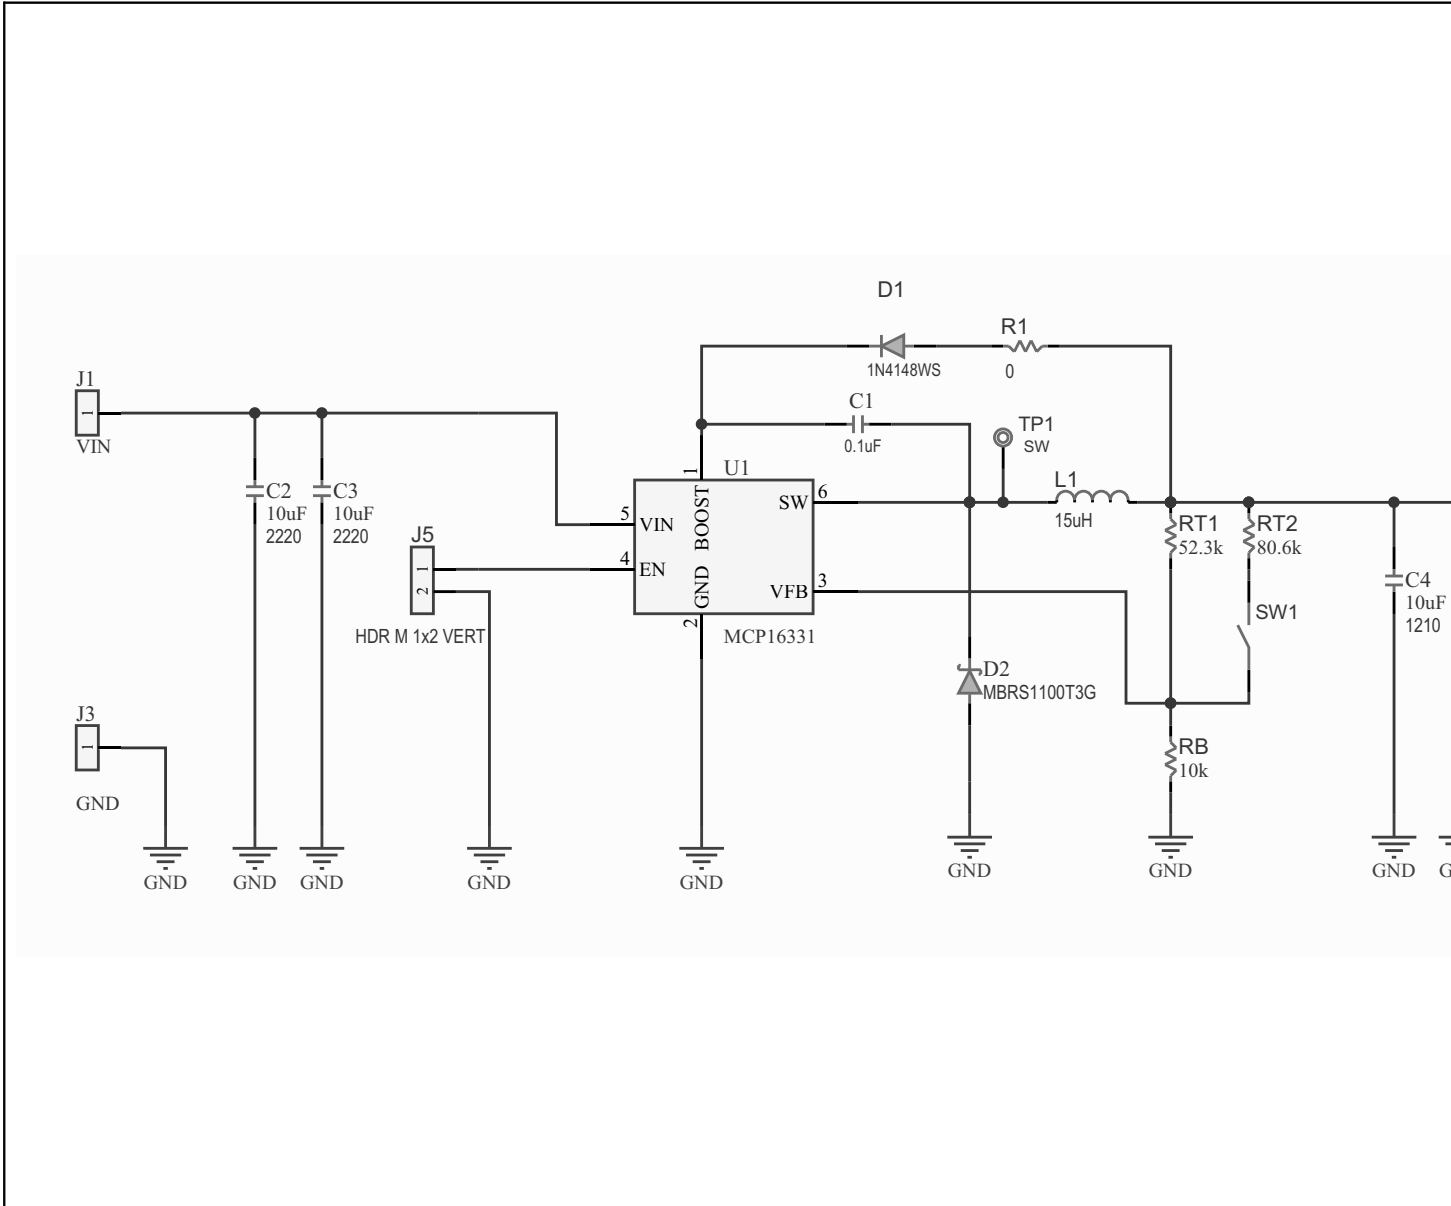 D1
R1
1N4148WS
0
J1
1
VIN
C1
0.1uF
TP1
SW
U1
1
L1
15uH
C2
10uF
2220
C3
10uF
2220
5
VIN
BOOST
SW
6
RT1
52.3k
RT2
80.6k
J5
1
2
4
EN
GND
VFB
3
C4
10uF
1210
HDR M 1x2 VERT
2
MCP16331
SW1
D2
MBRS1100T3G
J3
1
GND
RB
10k
GND
GND
GND
GND
GND
GND
GND
GND
G